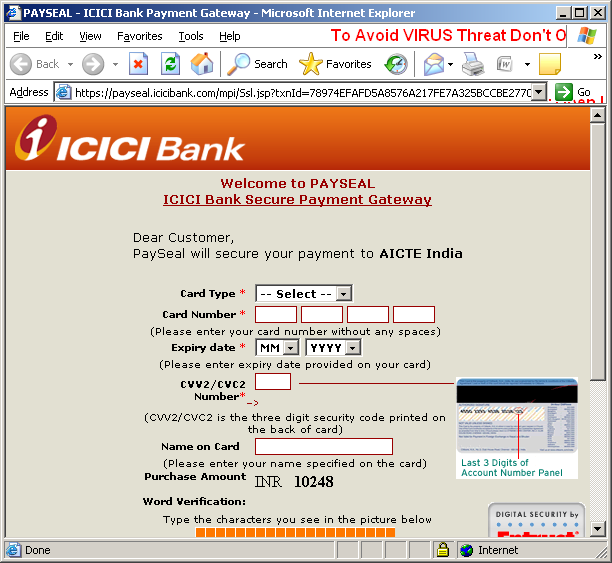 PAYSEAL - ICICI Bank Payment Gateway - Microsoft Internet Explorer
File Edit View Favorites Tools Help
To Avoid VIRUS Threat Don't O
Back Search Favorites
Address https://payseal.icicibank.com/mpi/Ssl.jsp?txnId=78974EFAFD5A8576A217FE7A325BCCBE2770 Go
ICICI Bank
Welcome to PAYSEAL
ICICI Bank Secure Payment Gateway
Dear Customer,
PaySeal will secure your payment to AICTE India
Card Type * -- Select --
Card Number *
(Please enter your card number without any spaces)
Expiry date * MM YYYY
(Please enter expiry date provided on your card)
CVV2/CVC2
Number* -->
(CVV2/CVC2 is the three digit security code printed
on the back of card)
Last 3 Digits of
Account Number Panel
Name on Card
(Please enter your name specified on the card)
Purchase Amount INR 10248
Word Verification:
Type the characters you see in the picture below
DIGITAL SECURITY by
Entrust
Done Internet